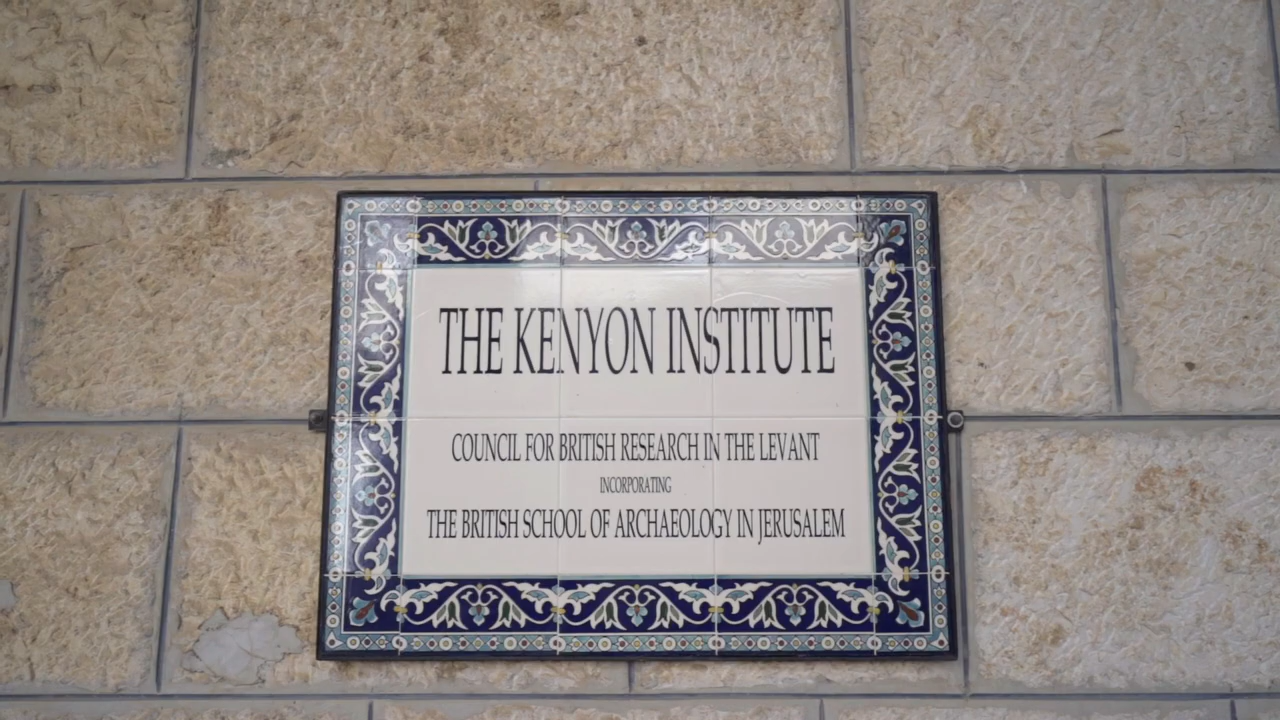 THE KENYON INSTITUTE
COUNCIL FOR BRITISH RESEARCH IN THE LEVANT
INCORPORATING
THE BRITISH SCHOOL OF ARCHAEOLOGY IN JERUSALEM